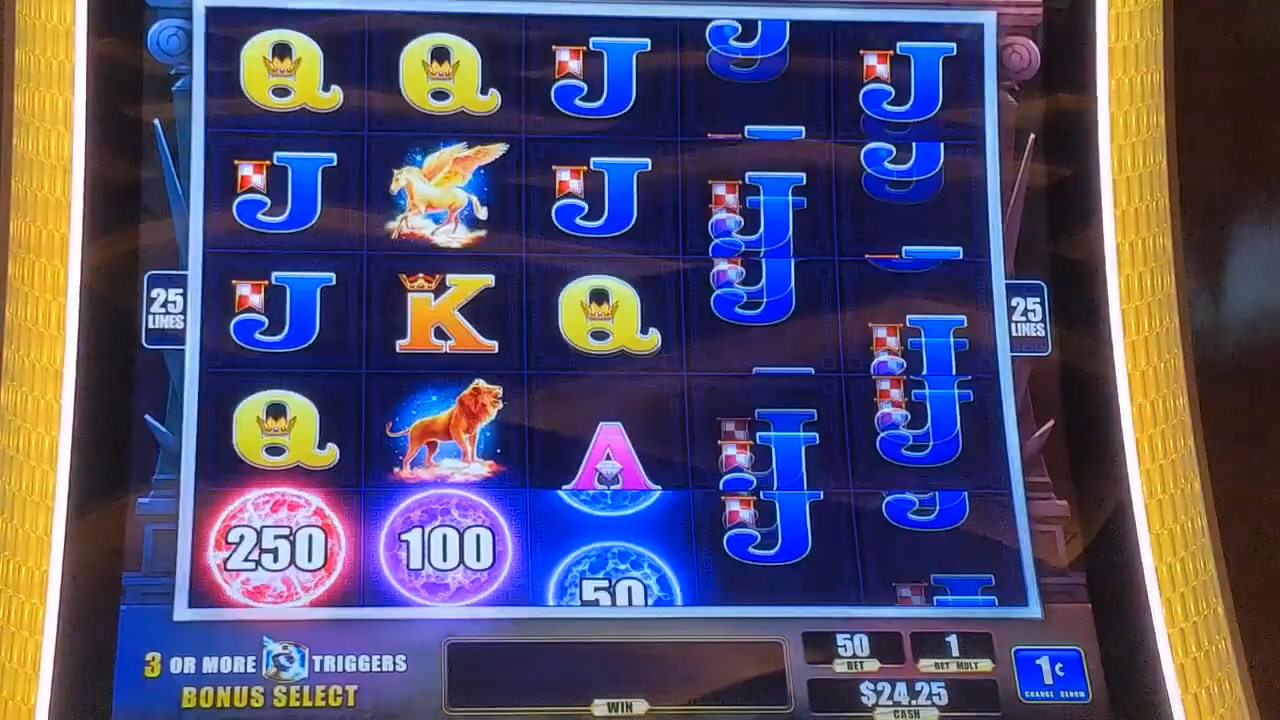 Q Q J J J
J J J J
25 LINES
25 LINES
J K Q J J
Q A J J
250 100 50 J J
3 OR MORE TRIGGERS
BONUS SELECT
WIN
50
BET
1
BET MULT
$24.25
CASH
1¢
CHANGE DENOM